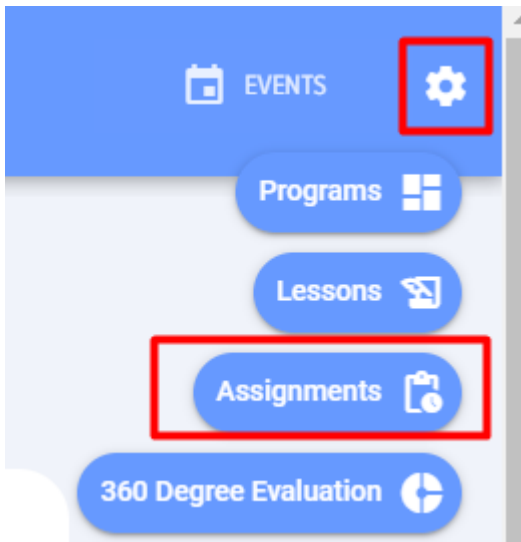 EVENTS
Programs
Lessons
Assignments
360 Degree Evaluation